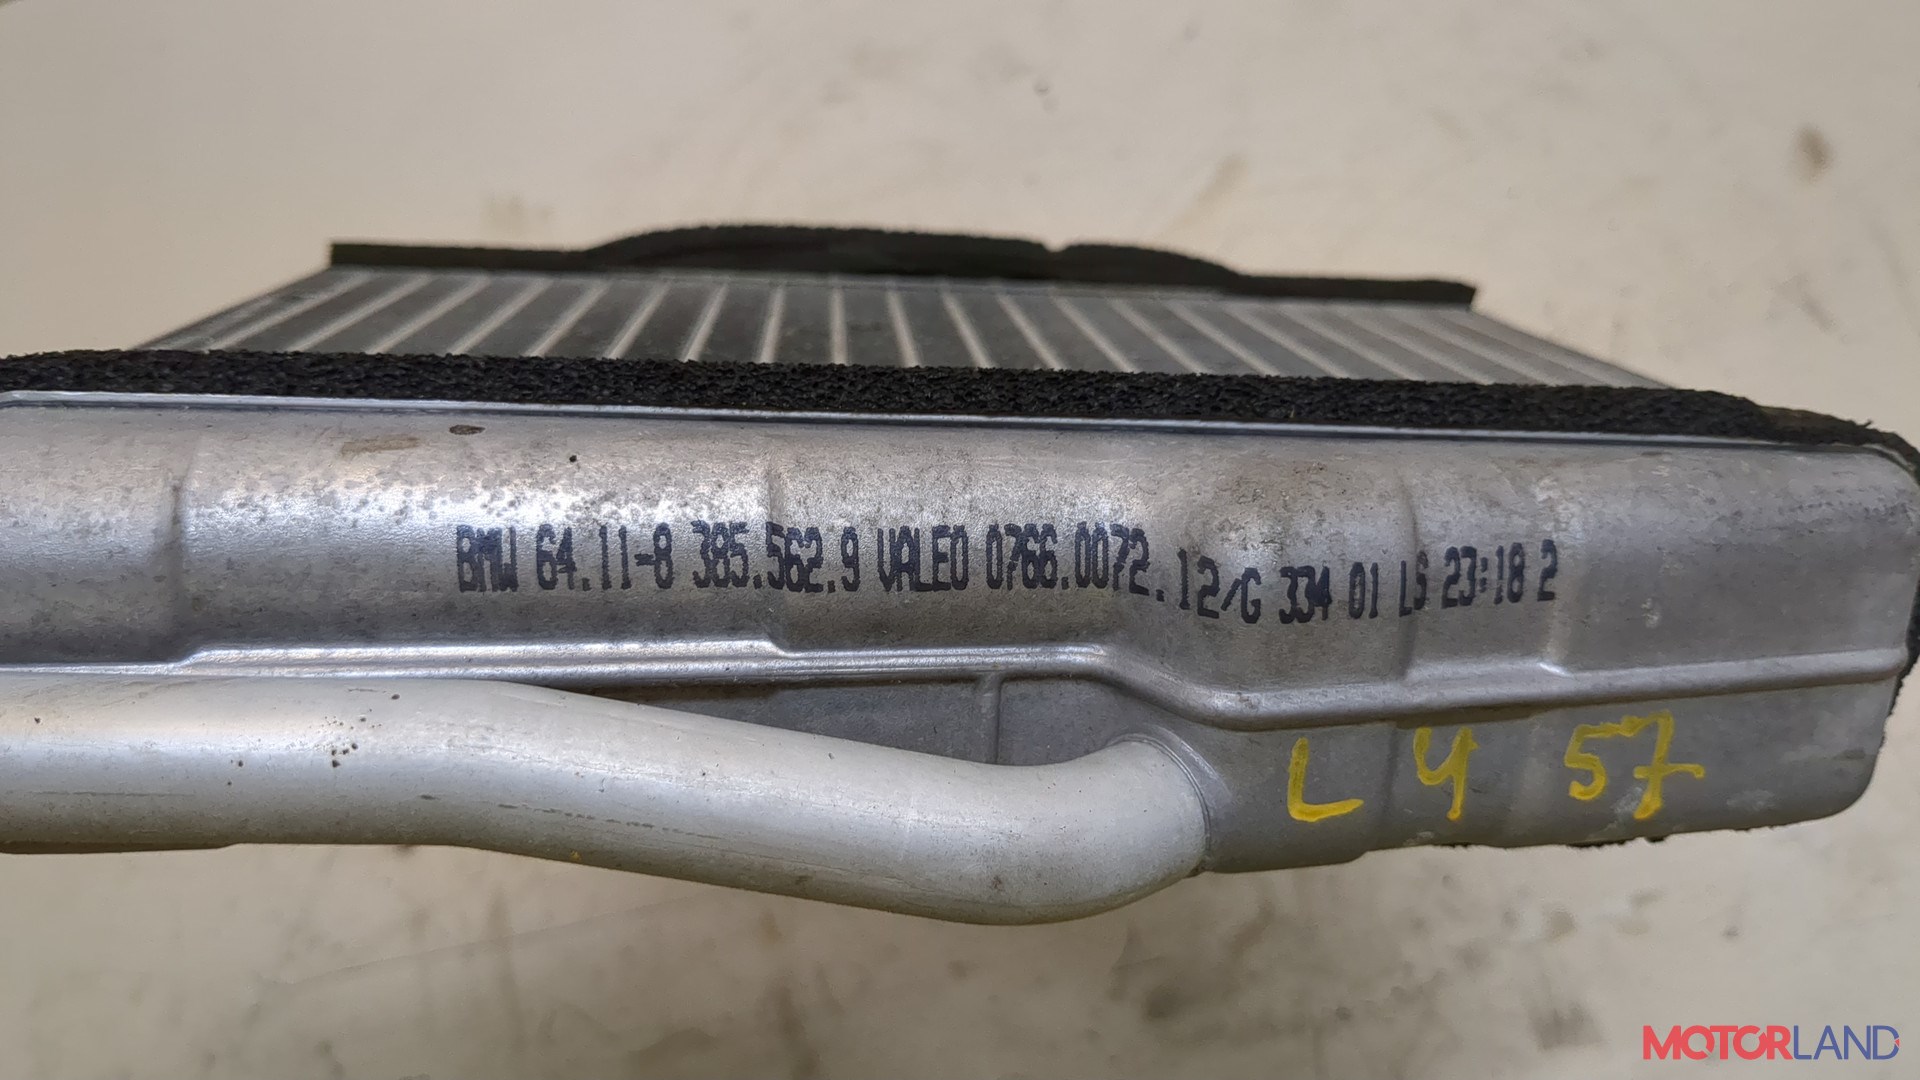 BMW 64.11-8 385.562.9 VALEO 0766.0072.12/G 334 01 LS 23:18 2
L 4 57
MOTORLAND